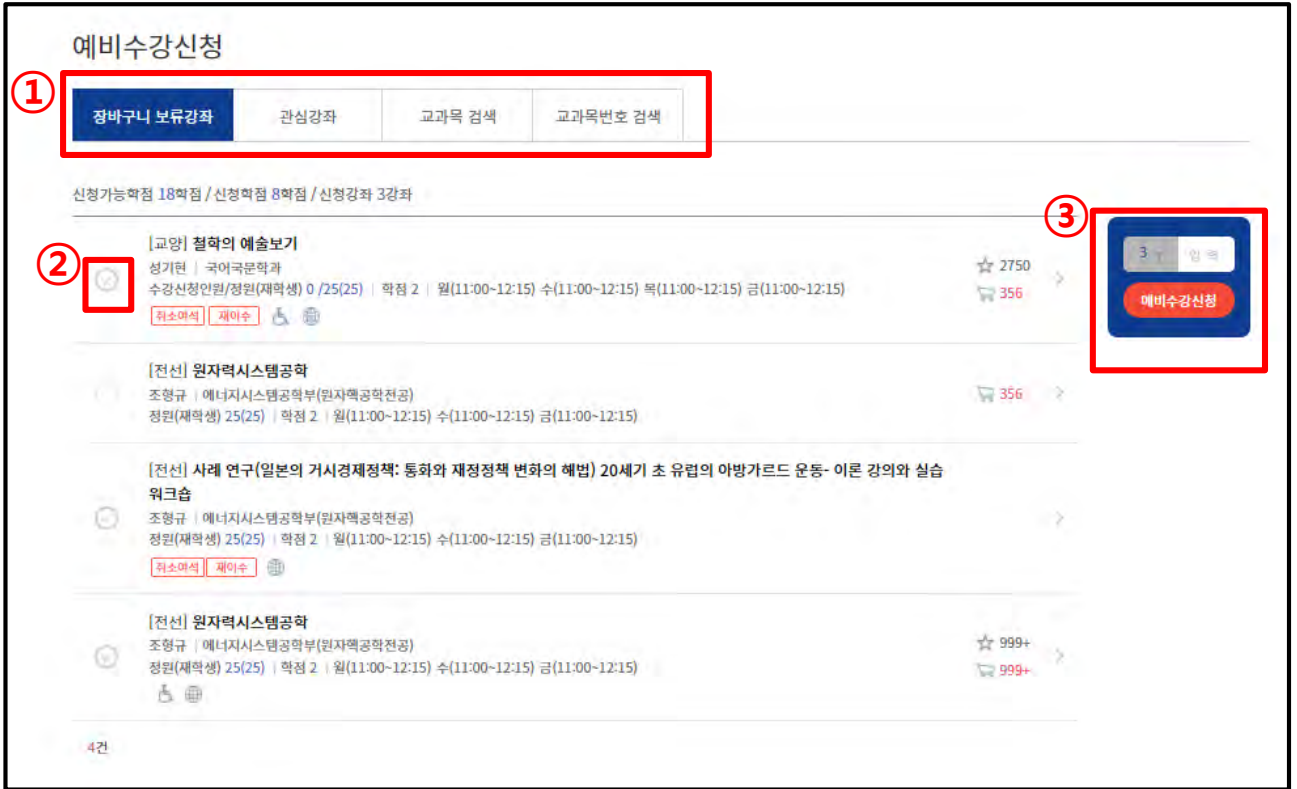 예비수강신청
①
장바구니 보류강좌 관심강좌 교과목 검색 교과목번호 검색
신청가능학점 18학점 / 신청학점 8학점 / 신청강좌 3강좌
②
[교양] 철학의 예술보기
성기현 | 국어국문학과
수강신청인원/정원(재학생) 0 /25(25) | 학점 2 | 월(11:00~12:15) 수(11:00~12:15) 목(11:00~12:15) 금(11:00~12:15)
취소여석 재이수
2750
356
③
3 입력
예비수강신청
[전선] 원자력시스템공학
조형규 | 에너지시스템공학부(원자핵공학전공)
정원(재학생) 25(25) | 학점 2 | 월(11:00~12:15) 수(11:00~12:15) 금(11:00~12:15)
356
[전선] 사례 연구(일본의 거시경제정책: 통화와 재정정책 변화의 해법) 20세기 초 유럽의 아방가르드 운동- 이론 강의와 실습
워크숍
조형규 | 에너지시스템공학부(원자핵공학전공)
정원(재학생) 25(25) | 학점 2 | 월(11:00~12:15) 수(11:00~12:15) 금(11:00~12:15)
취소여석 재이수
[전선] 원자력시스템공학
조형규 | 에너지시스템공학부(원자핵공학전공)
정원(재학생) 25(25) | 학점 2 | 월(11:00~12:15) 수(11:00~12:15) 금(11:00~12:15)
999+
999+
4건